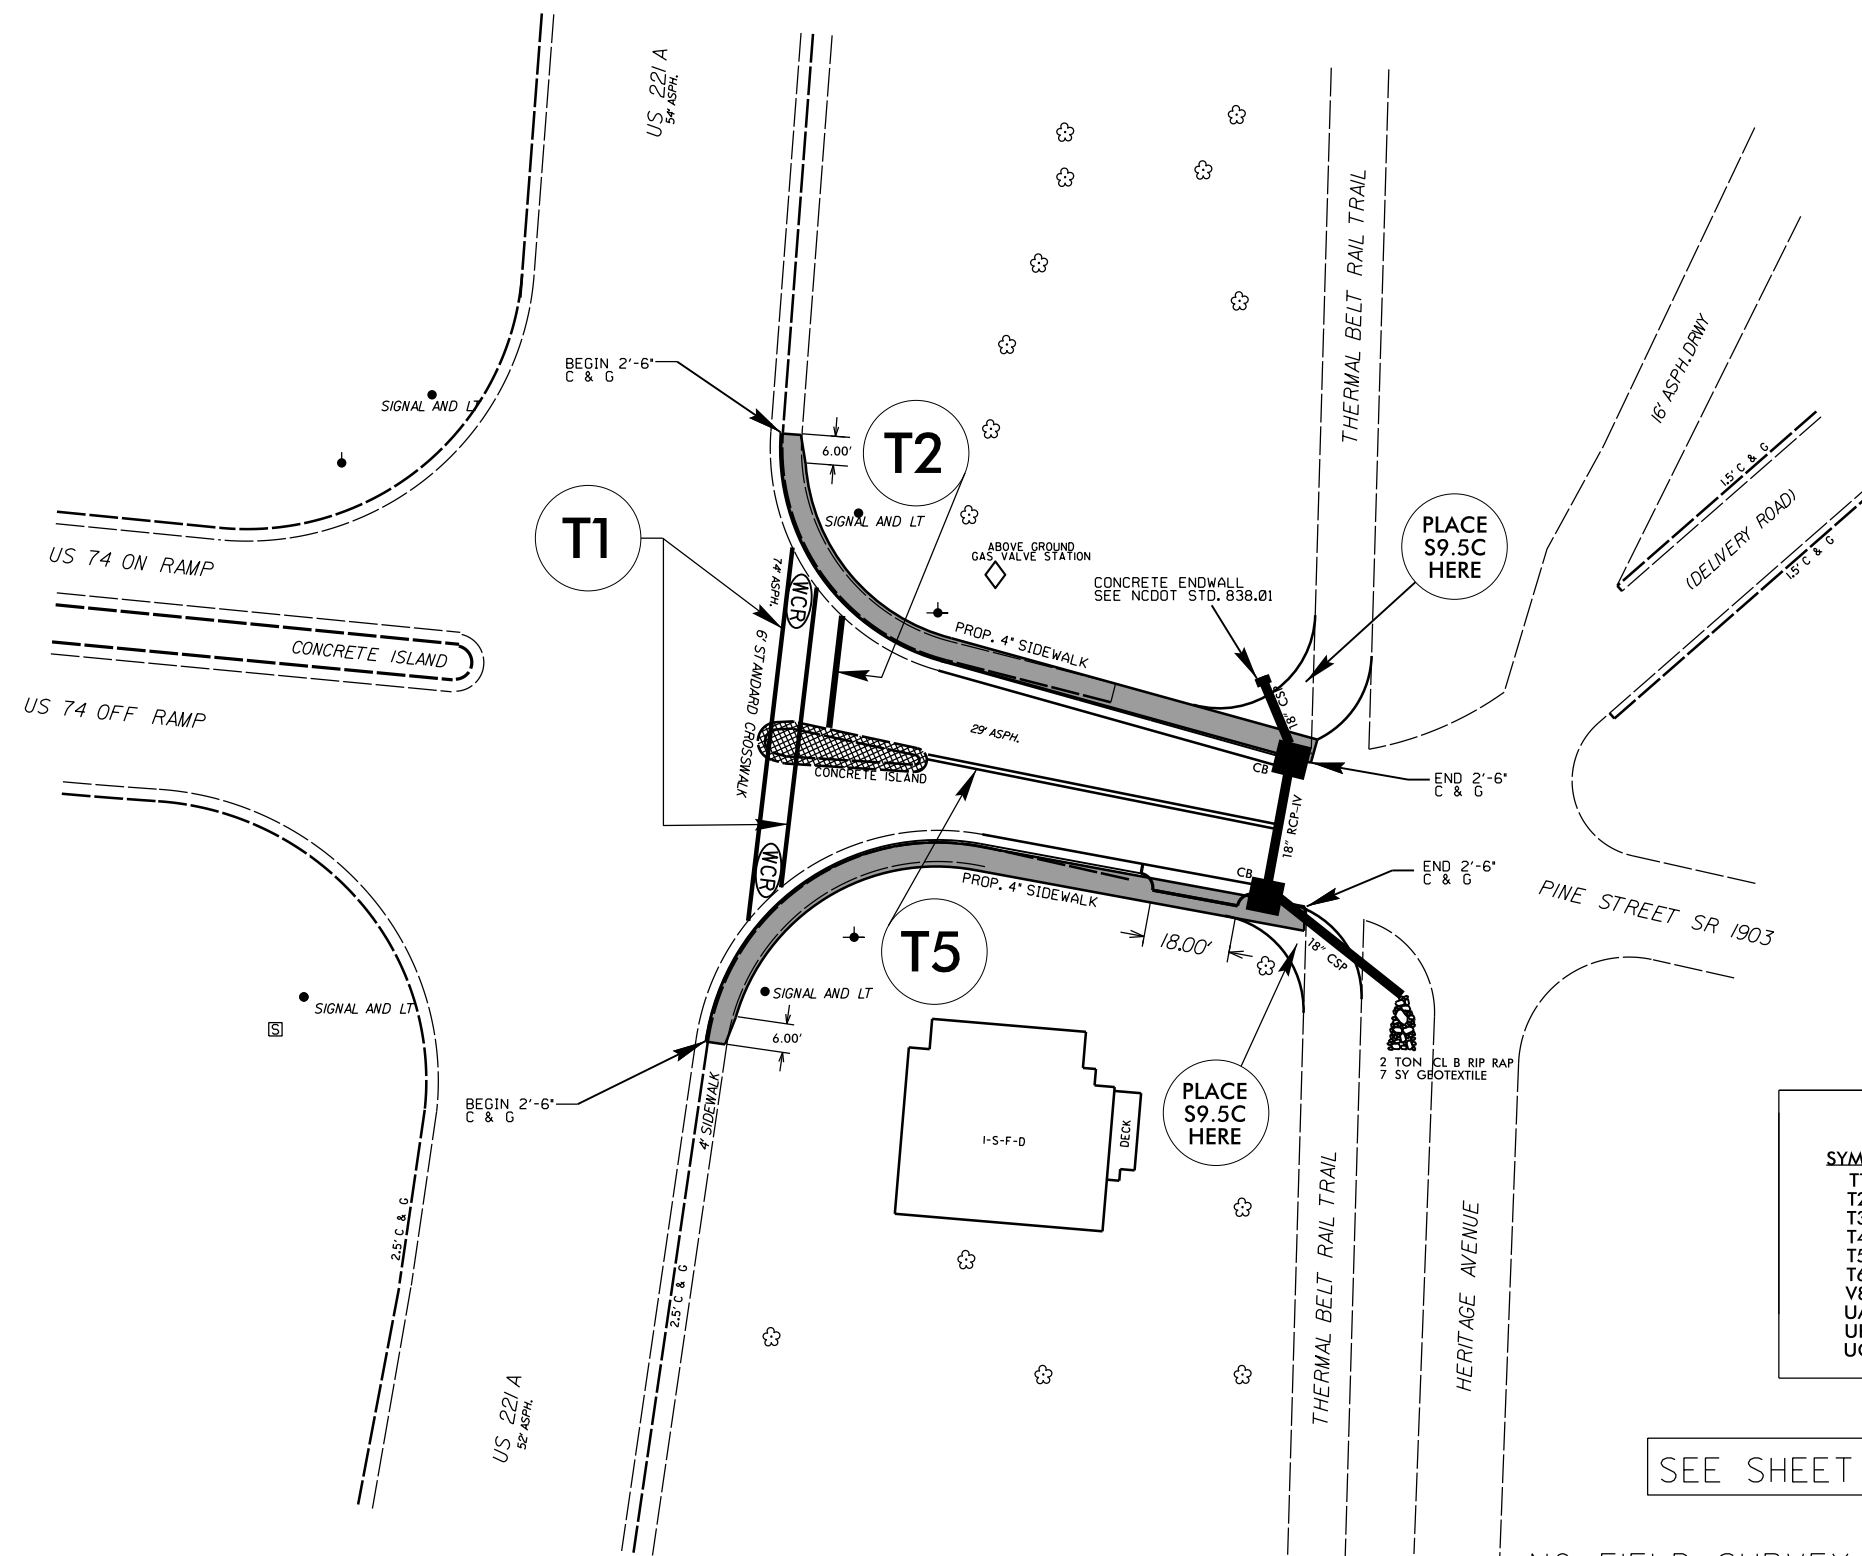 US 221 A
54' ASPH.
THERMAL BELT RAIL TRAIL
16' ASPH. DRWY
BEGIN 2'-6"
C & G
SIGNAL AND LT
6.00'
T2
1.5' C & G
(DELIVERY ROAD)
1.5' C & G
T1
SIGNAL AND LT
PLACE
S9.5C
HERE
ABOVE GROUND
GAS VALVE STATION
US 74 ON RAMP
74' ASPH.
WCR
CONCRETE ENDWALL
SEE NCDOT STD. 838.01
PROP. 4" SIDEWALK
CONCRETE ISLAND
6' STANDARD CROSSWALK
18" CSP
US 74 OFF RAMP
29' ASPH.
CONCRETE ISLAND
CB
END 2'-6"
C & G
18" RCP-IV
WCR
CB
END 2'-6"
C & G
PROP. 4" SIDEWALK
PINE STREET SR 1903
T5
18.00'
18" CSP
SIGNAL AND LT
SIGNAL AND LT
S
6.00'
2 TON CL B RIP RAP
7 SY GEOTEXTILE
BEGIN 2'-6"
C & G
4' SIDEWALK
PLACE
S9.5C
HERE
I-S-F-D
DECK
2.5' C & G
2.5' C & G
THERMAL BELT RAIL TRAIL
HERITAGE AVENUE
US 221 A
52' ASPH.
SEE SHEET